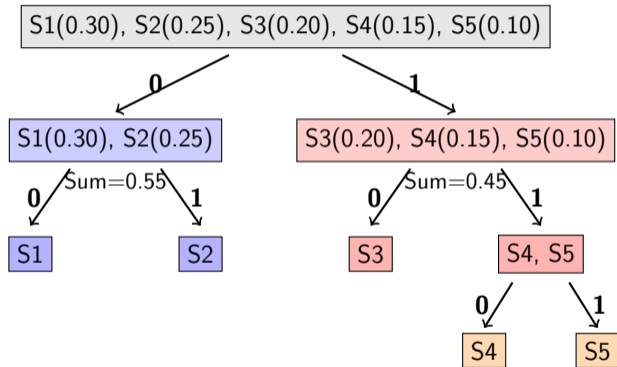 S1(0.30), S2(0.25), S3(0.20), S4(0.15), S5(0.10)
0 1
S1(0.30), S2(0.25) S3(0.20), S4(0.15), S5(0.10)
Sum=0.55 Sum=0.45
0 1 0 1
S1 S2 S3 S4, S5
0 1
S4 S5